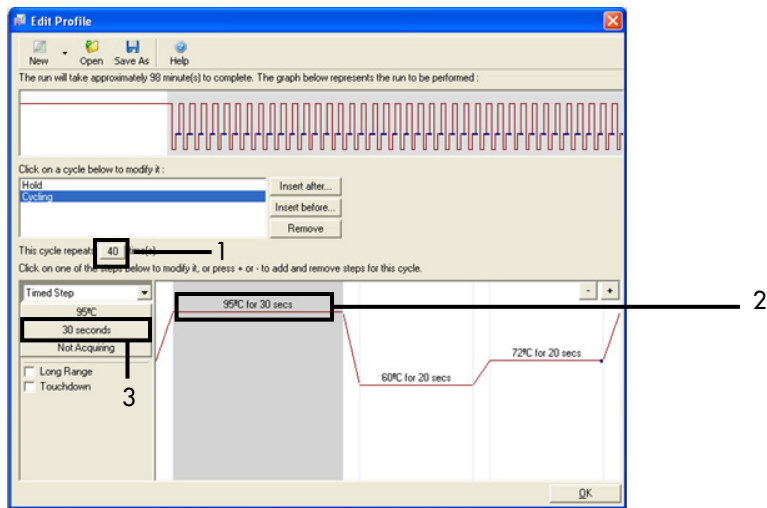 Edit Profile
New Open Save As Help
The run will take approximately 98 minute(s) to complete. The graph below represents the run to be performed :
Click on a cycle below to modify it :
Hold
Cycling
Insert after...
Insert before...
Remove
This cycle repeats 40 time(s).
1
Click on one of the steps below to modify it, or press + or - to add and remove steps for this cycle.
Timed Step
- +
95ºC
30 seconds
Not Acquiring
Long Range
Touchdown
3
95ºC for 30 secs
2
60ºC for 20 secs
72ºC for 20 secs
OK